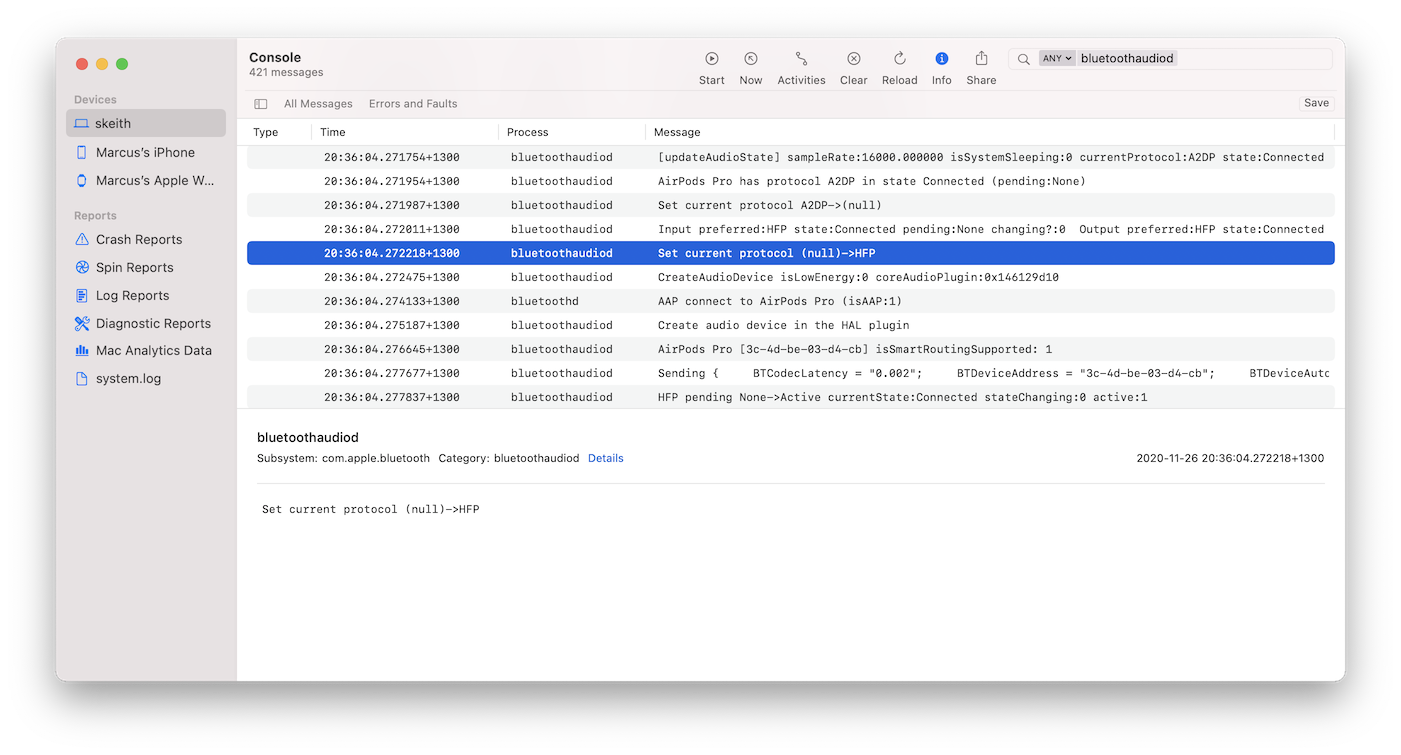 Console
421 messages
Start Now Activities Clear Reload Info Share
ANY bluetoothaudiod
Devices
skeith
Marcus's iPhone
Marcus's Apple W...
Reports
Crash Reports
Spin Reports
Log Reports
Diagnostic Reports
Mac Analytics Data
system.log
All Messages Errors and Faults Save
Type Time Process Message
20:36:04.271754+1300 bluetoothaudiod [updateAudioState] sampleRate:16000.000000 isSystemSleeping:0 currentProtocol:A2DP state:Connected
20:36:04.271954+1300 bluetoothaudiod AirPods Pro has protocol A2DP in state Connected (pending:None)
20:36:04.271987+1300 bluetoothaudiod Set current protocol A2DP->(null)
20:36:04.272011+1300 bluetoothaudiod Input preferred:HFP state:Connected pending:None changing?:0 Output preferred:HFP state:Connected
20:36:04.272218+1300 bluetoothaudiod Set current protocol (null)->HFP
20:36:04.272475+1300 bluetoothaudiod CreateAudioDevice isLowEnergy:0 coreAudioPlugin:0x146129d10
20:36:04.274133+1300 bluetoothd AAP connect to AirPods Pro (isAAP:1)
20:36:04.275187+1300 bluetoothaudiod Create audio device in the HAL plugin
20:36:04.276645+1300 bluetoothaudiod AirPods Pro [3c-4d-be-03-d4-cb] isSmartRoutingSupported: 1
20:36:04.277677+1300 bluetoothaudiod Sending { BTCodecLatency = "0.002"; BTDeviceAddress = "3c-4d-be-03-d4-cb"; BTDeviceAutc
20:36:04.277837+1300 bluetoothaudiod HFP pending None->Active currentState:Connected stateChanging:0 active:1
bluetoothaudiod
Subsystem: com.apple.bluetooth Category: bluetoothaudiod Details 2020-11-26 20:36:04.272218+1300
Set current protocol (null)->HFP